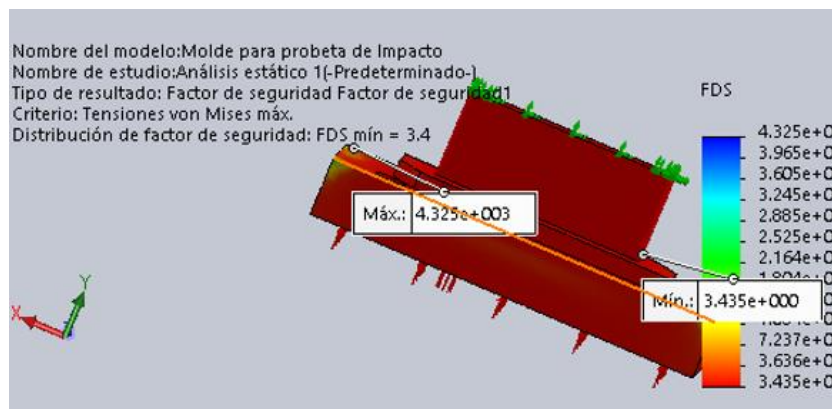 Nombre del modelo:Molde para probeta de Impacto
Nombre de estudio:Análisis estático 1(-Predeterminado-)
Tipo de resultado: Factor de seguridad Factor de seguridad1
Criterio: Tensiones von Mises máx.
Distribución de factor de seguridad: FDS mín = 3.4
FDS
4.325e+0
3.965e+0
3.605e+0
3.245e+0
2.885e+0
2.525e+0
2.164e+0
Máx.: 4.325e+003
Mín.: 3.435e+000
7.237e+0
3.636e+0
3.435e+0
Y
X